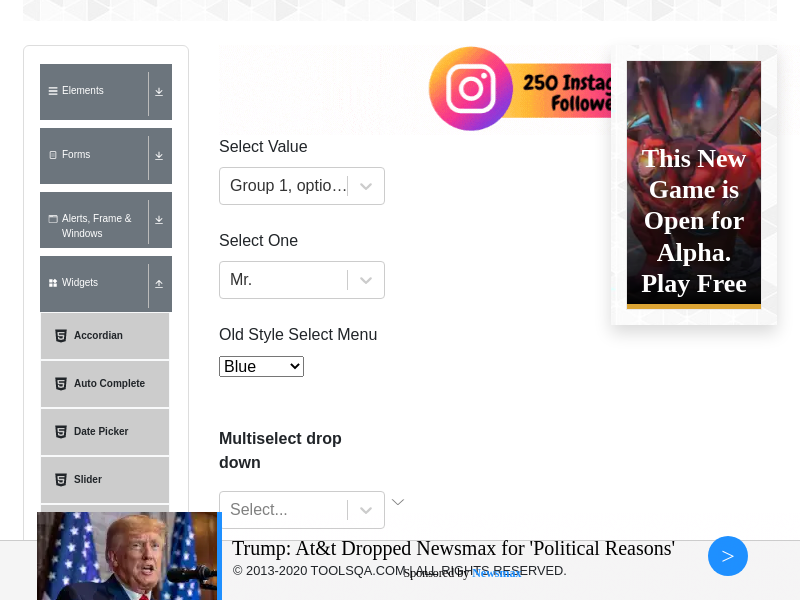 Elements
Forms
Alerts, Frame &
Windows
Widgets
Accordian
Auto Complete
Date Picker
Slider
250 Instag
Followe
Select Value
Group 1, optio...
Select One
Mr.
Old Style Select Menu
Blue
Multiselect drop
down
Select...
This New
Game is
Open for
Alpha.
Play Free
Trump: At&t Dropped Newsmax for 'Political Reasons'
© 2013-2020 TOOLSQA.COM | ALL RIGHTS RESERVED.
Sponsored by Newsmax
>